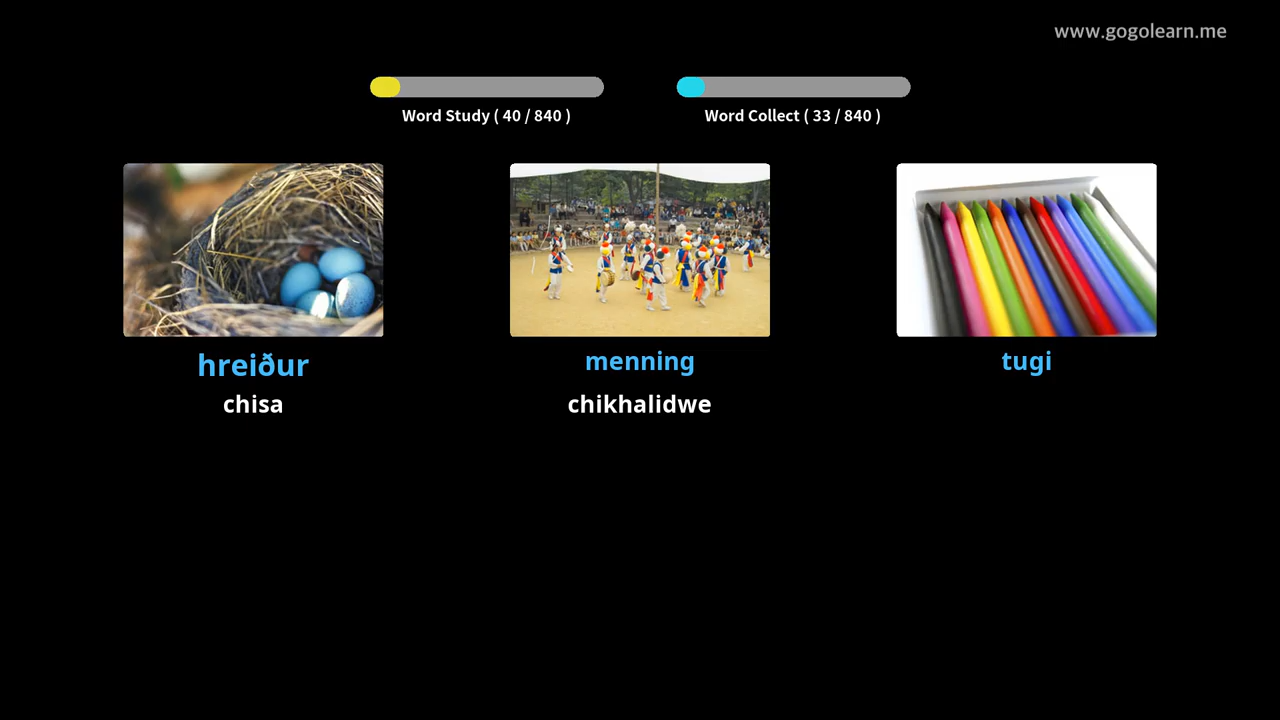 www.gogolearn.me
Word Study ( 40 / 840 )
Word Collect ( 33 / 840 )
hreiður
menning
tugi
chisa
chikhalidwe